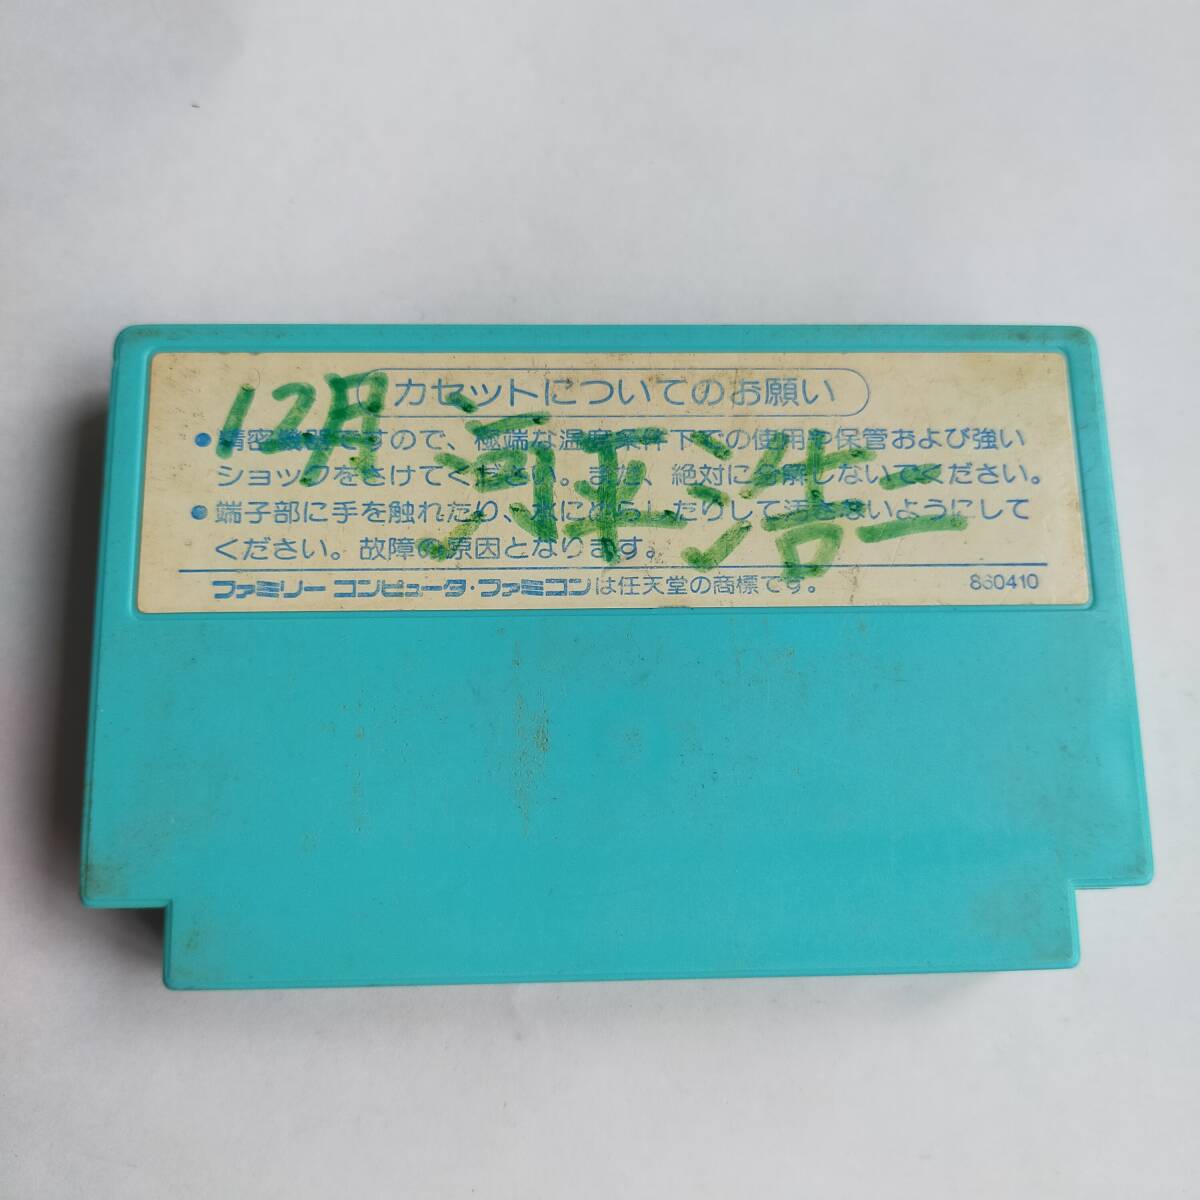 カセットについてのお願い
12月 河平浩二
●精密機器ですので、極端な温度条件下での使用や保管および強い
ショックをさけてください。また、絶対に分解しないでください。
●端子部に手を触れたり、水にぬらしたりして汚さないようにして
ください。故障の原因となります。
ファミリーコンピュータ・ファミコンは任天堂の商標です。 860410